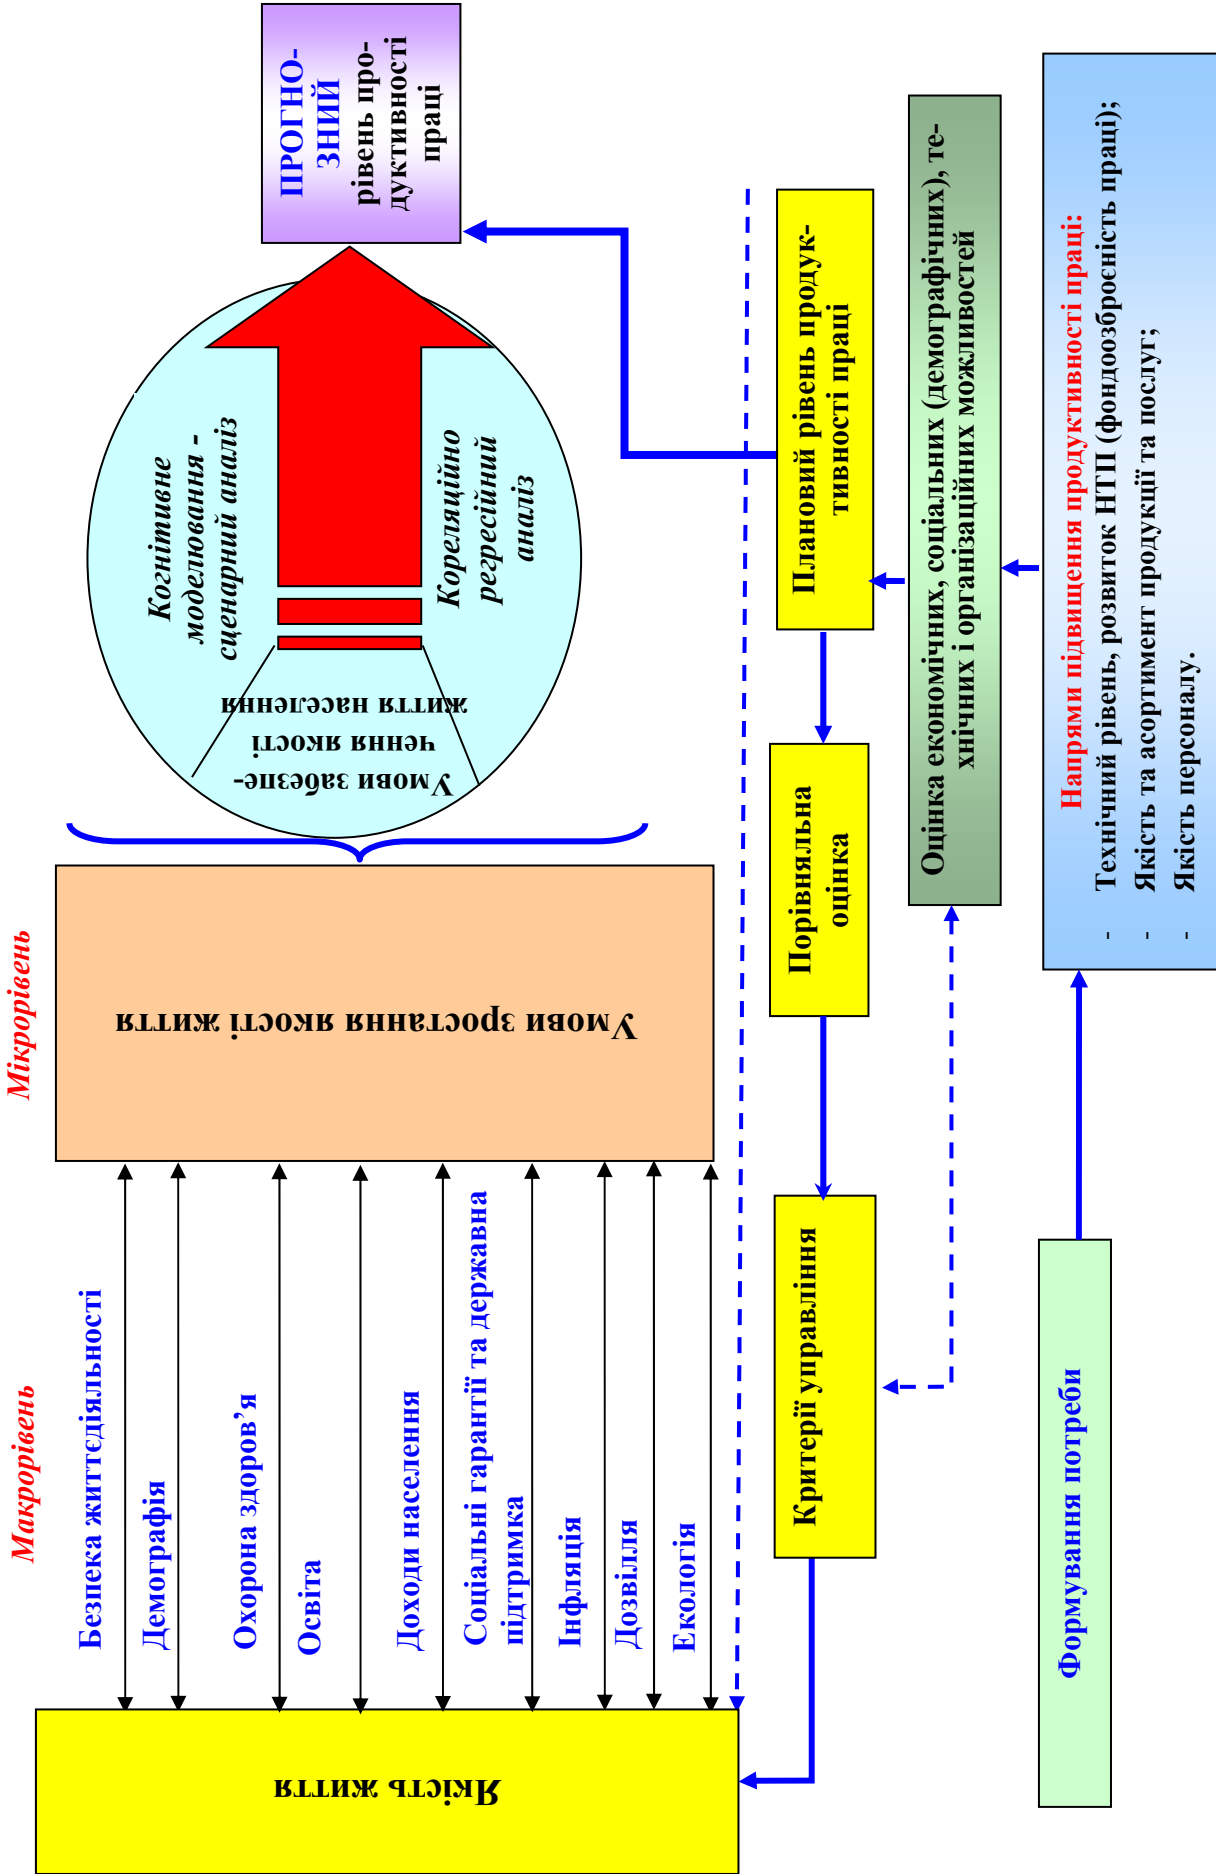 Макрорівень
Мікрорівень
Якість життя
Безпека життєдіяльності
Демографія
Охорона здоров’я
Освіта
Доходи населення
Соціальні гарантії та державна
підтримка
Інфляція
Дозвілля
Екологія
Умови зростання якості життя
Умови забезпе-
чення якості
життя населення
Когнітивне
моделювання -
сценарний аналіз
Кореляційно
регресійний
аналіз
ПРОГНО-
ЗНИЙ
рівень про-
дуктивності
праці
Критерії управління
Порівняльна
оцінка
Плановий рівень продук-
тивності праці
Оцінка економічних, соціальних (демографічних), те-
хнічних і організаційних можливостей
Формування потреби
Напрями підвищення продуктивності праці:
- Технічний рівень, розвиток НТП (фондоозброєність праці);
- Якість та асортимент продукції та послуг;
- Якість персоналу.